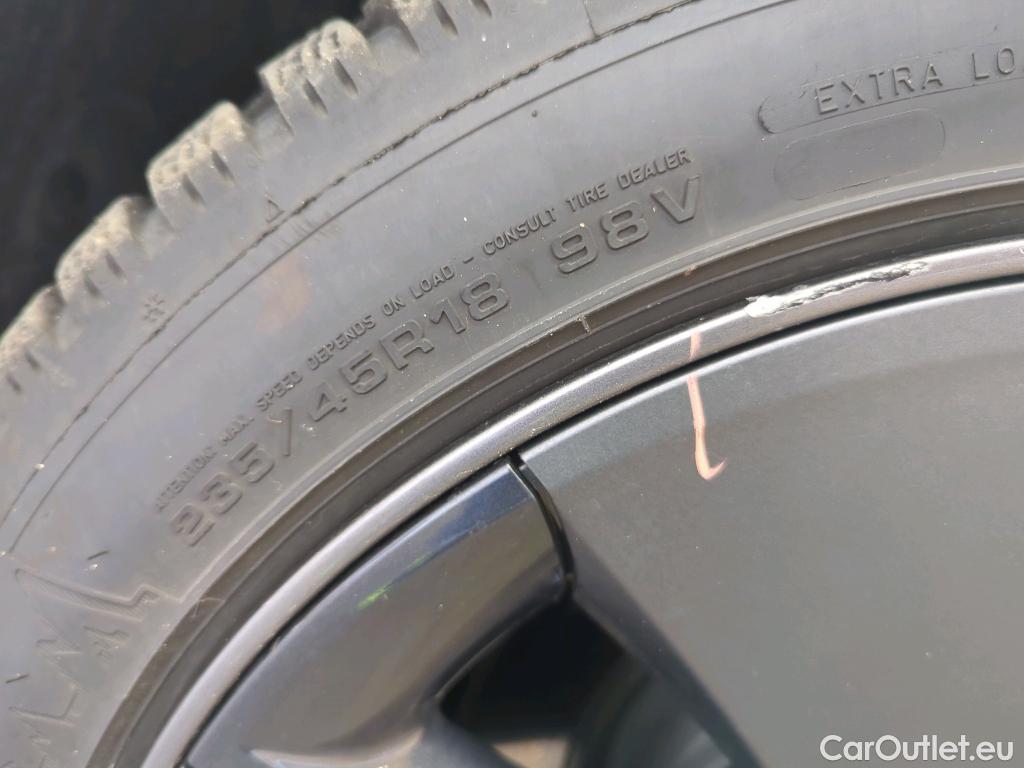 EXTRA LO
ATTENTION MAX. SPEED DEPENDS ON LOAD - CONSULT TIRE DEALER
235/45R18 98V
CarOutlet.eu